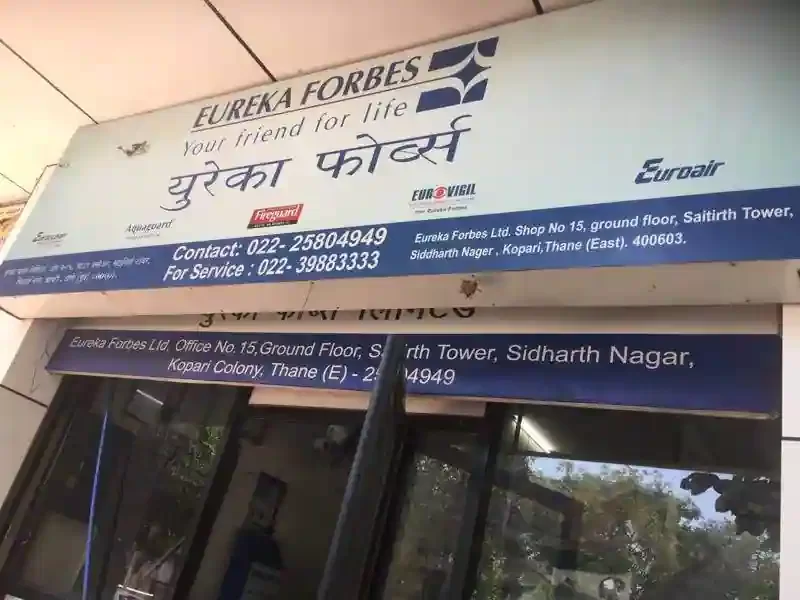 EUREKA FORBES
Your friend for life
युरेका फोर्ब्स
Aquaguard
Fireguard
EUROVIGIL
Euroair
Contact: 022- 25804949
For Service : 022- 39883333
Eureka Forbes Ltd. Shop No 15, ground floor, Saitirth Tower,
Siddharth Nager , Kopari,Thane (East). 400603.
युरेका फोर्ब्स लिमिटेड
Eureka Forbes Ltd. Office No.15,Ground Floor, Tower, Sidharth Nagar,
Kopari Colony, Thane (E) -